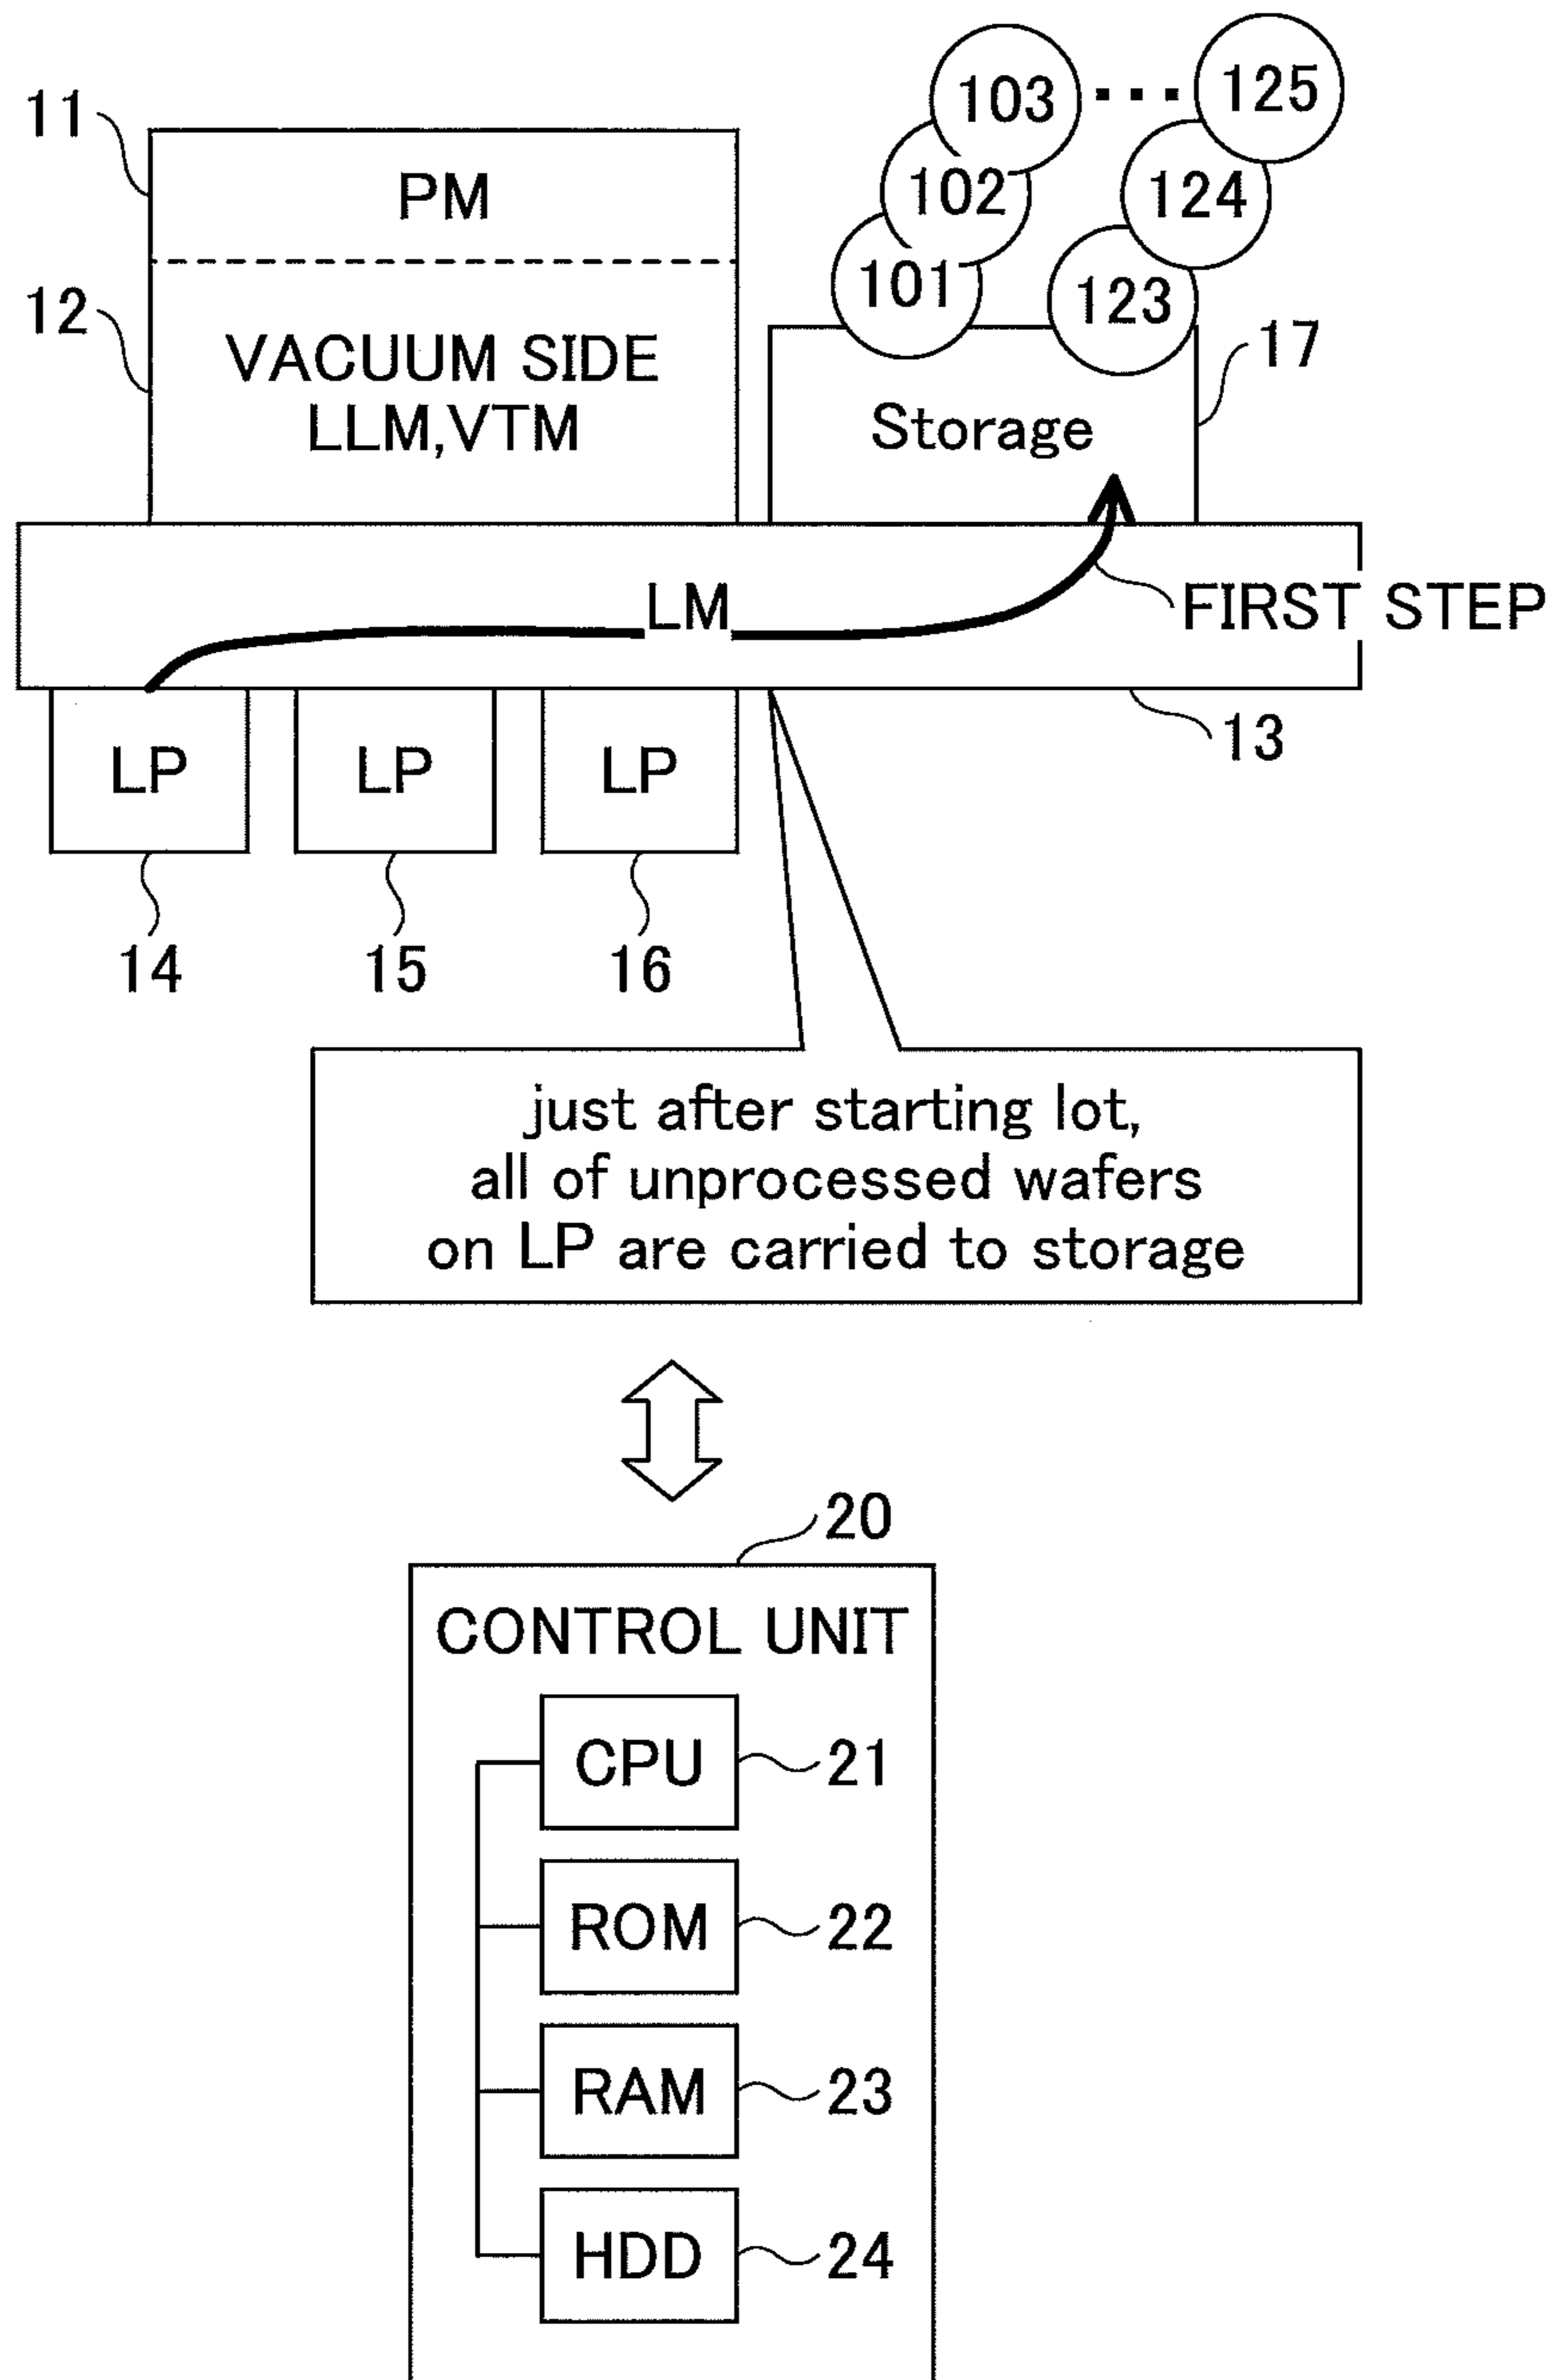 103 ··· 125
11
PM
102
124
101
123
12
VACUUM SIDE
LLM,VTM
17
Storage
LM
FIRST STEP
13
LP
LP
LP
14
15
16
just after starting lot,
all of unprocessed wafers
on LP are carried to storage
20
CONTROL UNIT
CPU
21
ROM
22
RAM
23
HDD
24